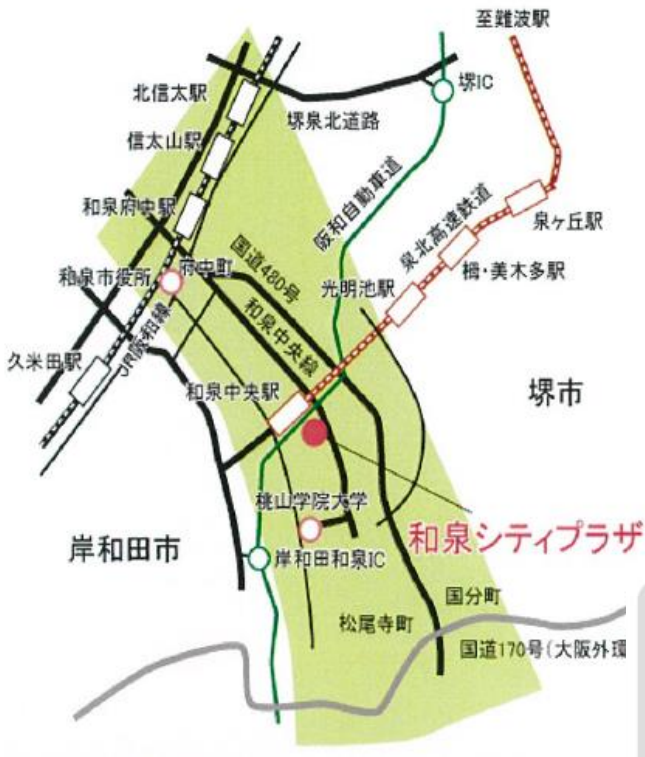 至難波駅
北信太駅
堺IC
堺泉北道路
信太山駅
和泉府中駅
阪和自動車道
泉北高速鉄道
泉ヶ丘駅
国道480号
栂・美木多駅
和泉市役所
府中町
光明池駅
和泉中央線
JR阪和線
久米田駅
和泉中央駅
堺市
桃山学院大学
和泉シティプラザ
岸和田市
岸和田和泉IC
国分町
松尾寺町
国道170号(大阪外環